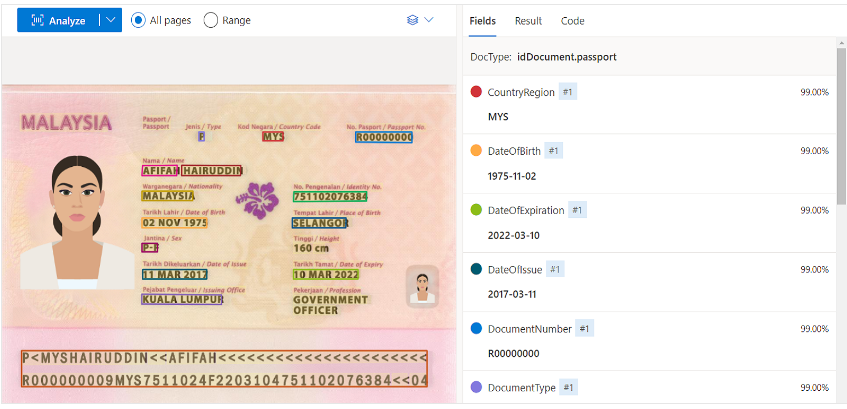 Analyze All pages Range
MALAYSIA
Pasport / Passport
Jenis / Type
Kod Negara / Country Code
No. Pasport / Passport No.
P MYS R00000000
Nama / Name
AFIFAH HAIRUDDIN
Warganegara / Nationality
MALAYSIA
No. Pengenalan / Identity No.
751102076384
Tarikh Lahir / Date of Birth
02 NOV 1975
Tempat Lahir / Place of Birth
SELANGOR
Jantina / Sex
P-F
Tinggi / Height
160 cm
Tarikh Dikeluarkan / Date of Issue
11 MAR 2017
Tarikh Tamat / Date of Expiry
10 MAR 2022
Pejabat Pengeluar / Issuing Office
KUALA LUMPUR
Pekerjaan / Profession
GOVERNMENT
OFFICER
P<MYSHAIRUDDIN<<AFIFAH<<<<<<<<<<<<<<<<<<<<<<
R000000009MYS7511024F2203104751102076384<<04
Fields Result Code
DocType: idDocument.passport
CountryRegion #1 99.00%
MYS
DateOfBirth #1 99.00%
1975-11-02
DateOfExpiration #1 99.00%
2022-03-10
DateOfIssue #1 99.00%
2017-03-11
DocumentNumber #1 99.00%
R00000000
DocumentType #1 99.00%